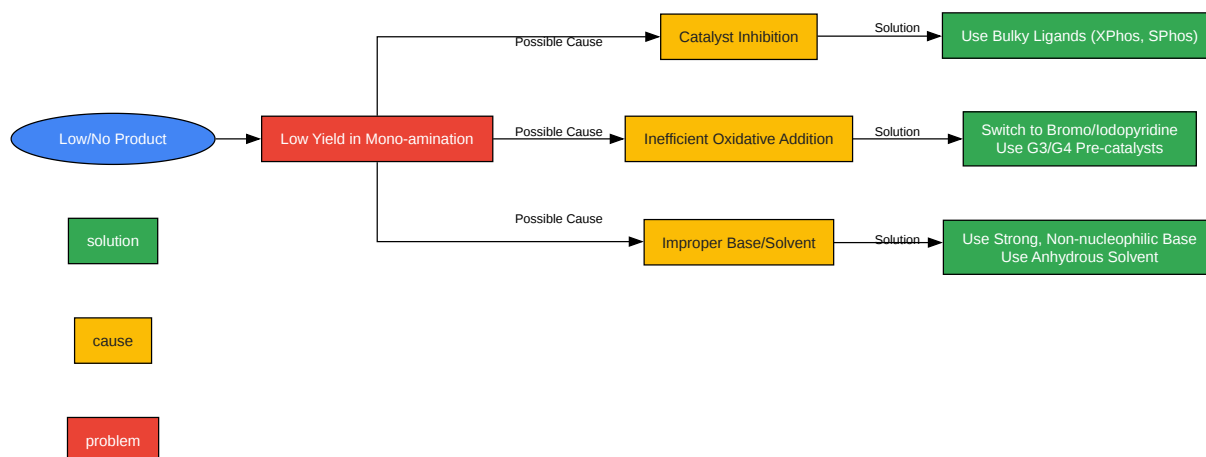 Possible Cause
Catalyst Inhibition
Solution
Use Bulky Ligands (XPhos, SPhos)
Low/No Product
Low Yield in Mono-amination
Possible Cause
Inefficient Oxidative Addition
Solution
Switch to Bromo/Iodopyridine
Use G3/G4 Pre-catalysts
Possible Cause
Improper Base/Solvent
Solution
Use Strong, Non-nucleophilic Base
Use Anhydrous Solvent
solution
cause
problem